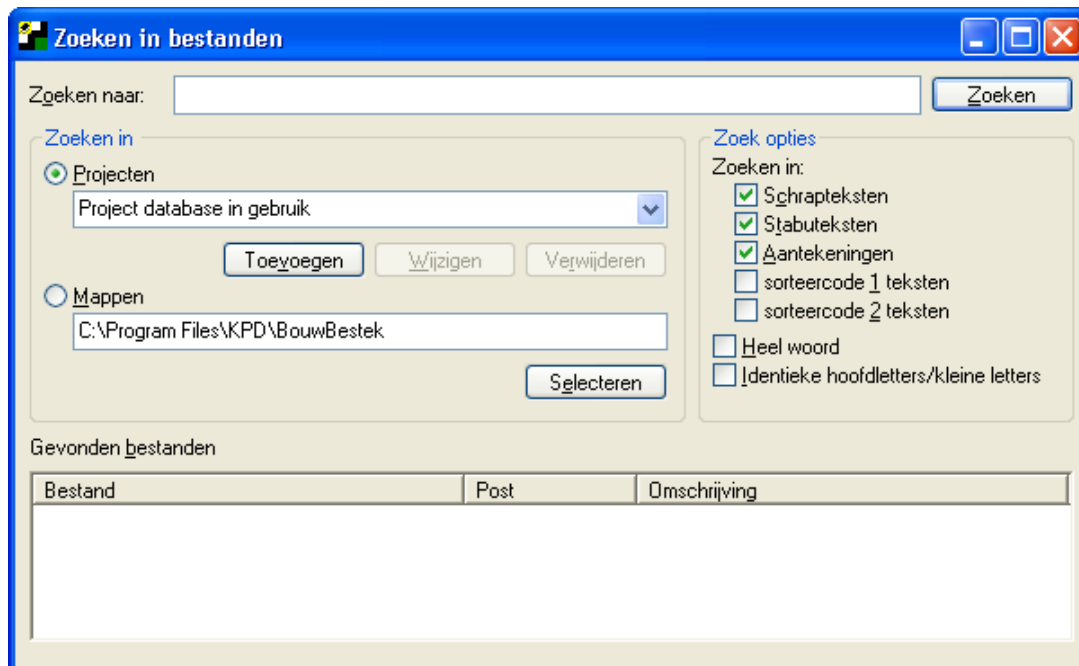 Zoeken in bestanden
Zoeken naar:
Zoeken
Zoeken in
Projecten
Project database in gebruik
Toevoegen
Wijzigen
Verwijderen
Mappen
C:\Program Files\KPD\BouwBestek
Selecteren
Zoek opties
Zoeken in:
Schrapteksten
Stabuteksten
Aantekeningen
sorteercode 1 teksten
sorteercode 2 teksten
Heel woord
Identieke hoofdletters/kleine letters
Gevonden bestanden
Bestand Post Omschrijving